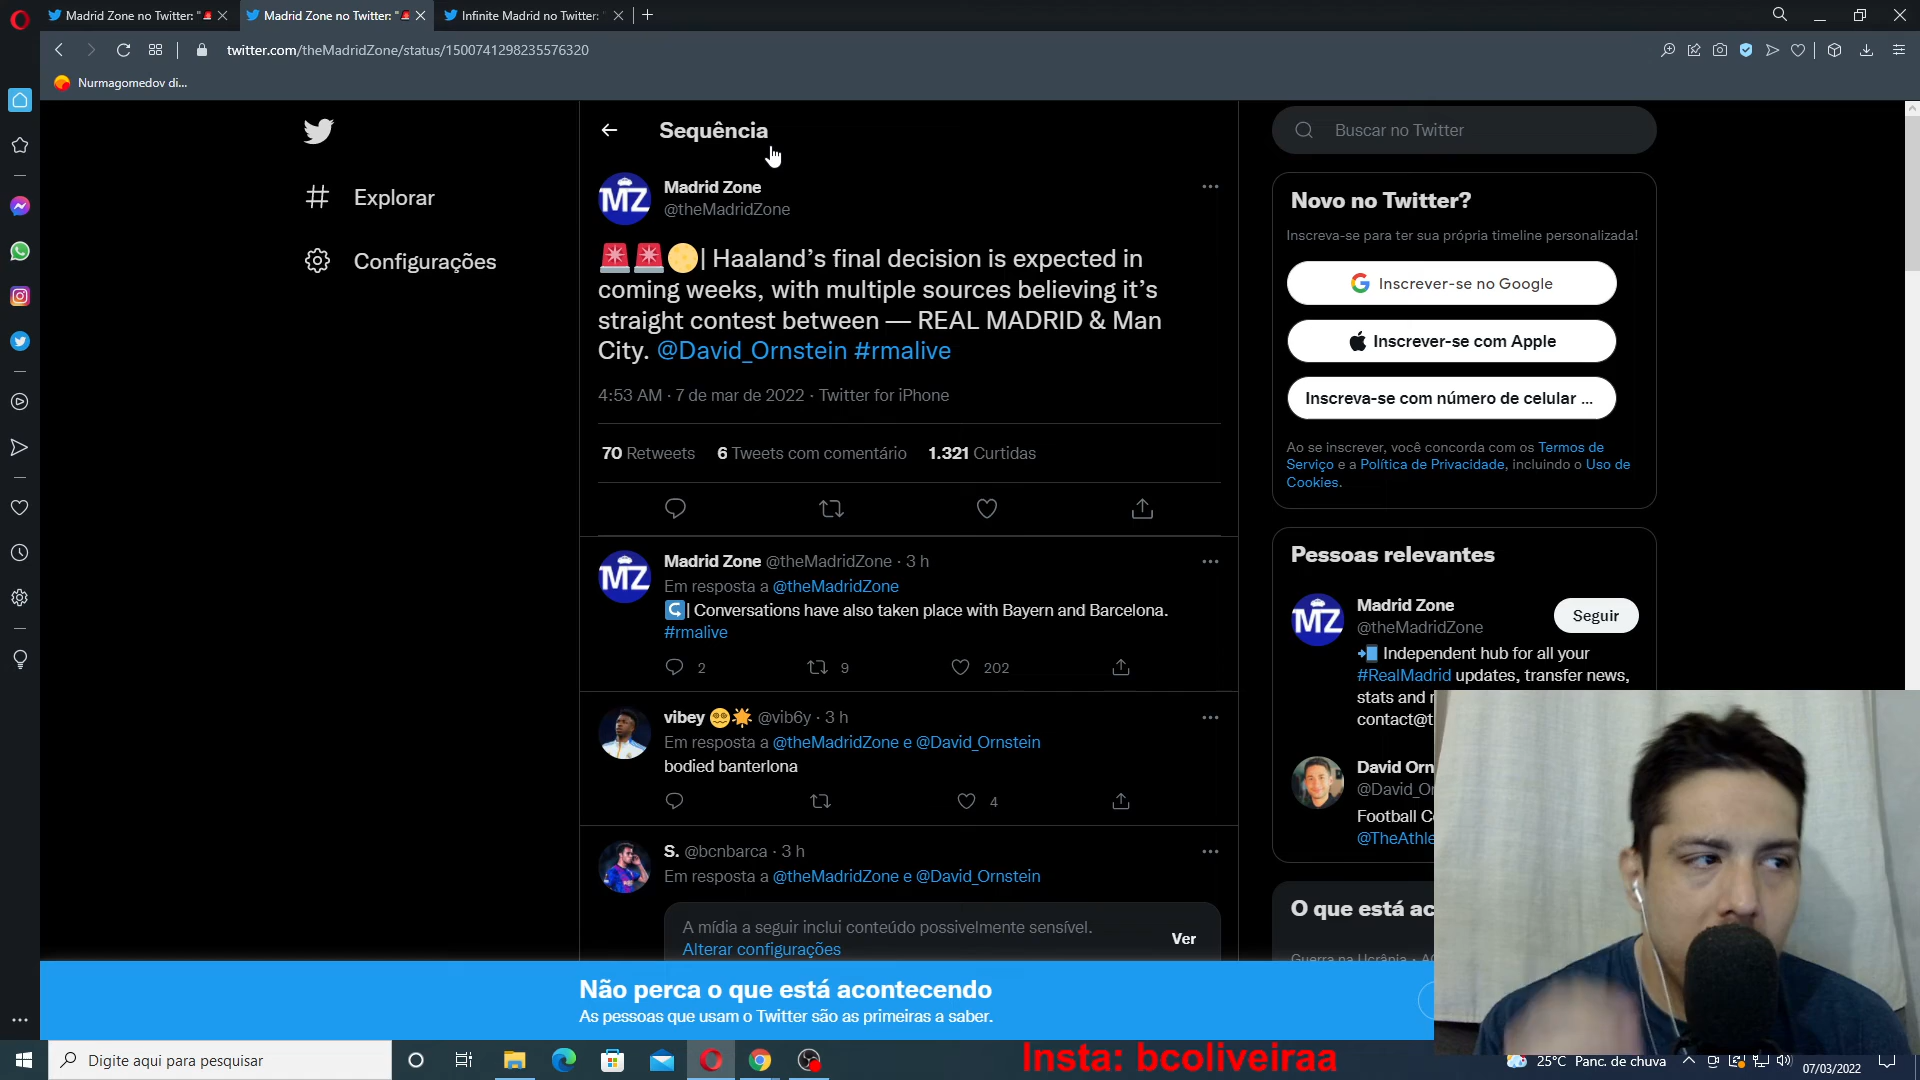 Madrid Zone no Twitter: "
Madrid Zone no Twitter: "
Infinite Madrid no Twitter:
twitter.com/theMadridZone/status/1500741298235576320
Nurmagomedov di...
Explorar
Configurações
Sequência
Madrid Zone
@theMadridZone
| Haaland’s final decision is expected in
coming weeks, with multiple sources believing it’s
straight contest between — REAL MADRID & Man
City. @David_Ornstein #rmalive
4:53 AM · 7 de mar de 2022 · Twitter for iPhone
70 Retweets 6 Tweets com comentário 1.321 Curtidas
Madrid Zone @theMadridZone · 3 h
Em resposta a @theMadridZone
| Conversations have also taken place with Bayern and Barcelona.
#rmalive
2 9 202
vibey @vib6y · 3 h
Em resposta a @theMadridZone e @David_Ornstein
bodied banterlona
4
S. @bcnbarca · 3 h
Em resposta a @theMadridZone e @David_Ornstein
A mídia a seguir inclui conteúdo possivelmente sensível.
Alterar configurações
Ver
Buscar no Twitter
Novo no Twitter?
Inscreva-se para ter sua própria timeline personalizada!
Inscrever-se no Google
Inscrever-se com Apple
Inscreva-se com número de celular ...
Ao se inscrever, você concorda com os Termos de
Serviço e a Política de Privacidade, incluindo o Uso de
Cookies.
Pessoas relevantes
Madrid Zone
@theMadridZone
Seguir
Independent hub for all your
#RealMadrid updates, transfer news,
stats and
contact@t
David Orn
@David_O
Football C
@TheAthle
O que está ac
Guerra na Ucrânia
Não perca o que está acontecendo
As pessoas que usam o Twitter são as primeiras a saber.
Digite aqui para pesquisar
Insta: bcoliveiraa
25°C Panc. de chuva
07/03/2022